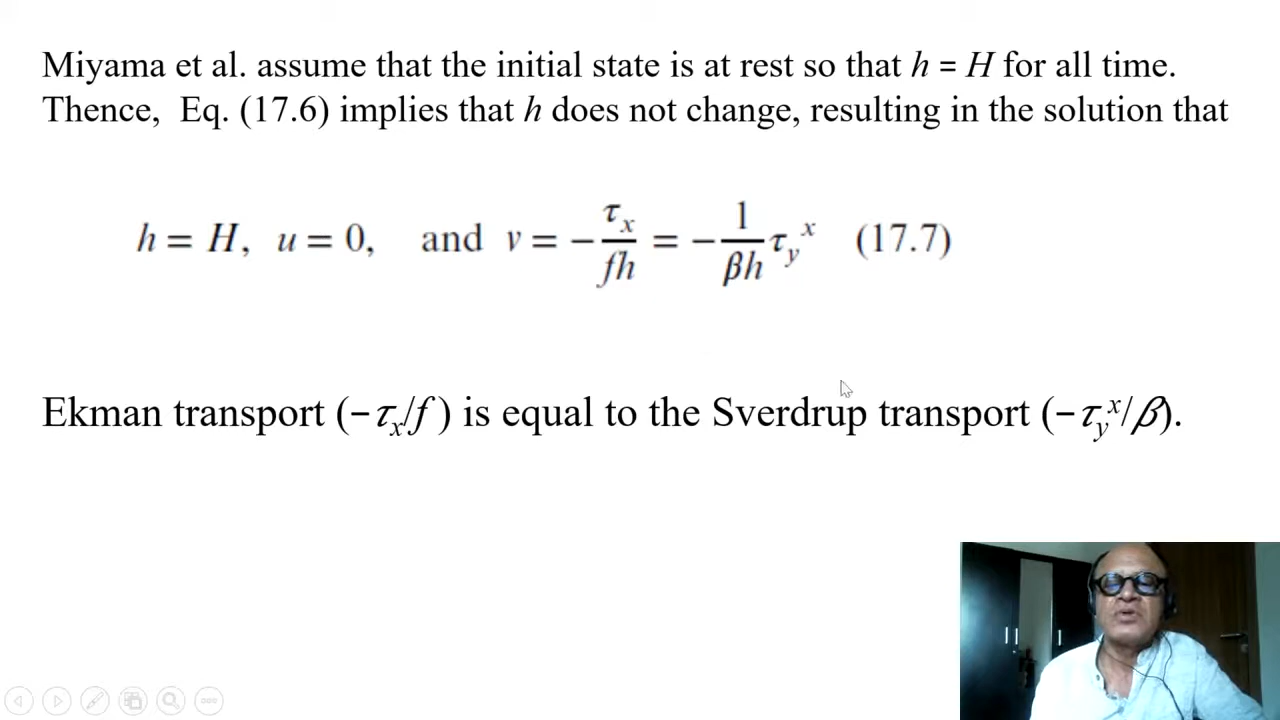 Miyama et al. assume that the initial state is at rest so that h = H for all time.
Thence, Eq. (17.6) implies that h does not change, resulting in the solution that
h = H, u = 0, and v = −τₓ/fh = −1/βh τ_y^x (17.7)
Ekman transport (−τₓ/f ) is equal to the Sverdrup transport (−τ_y^x/β).